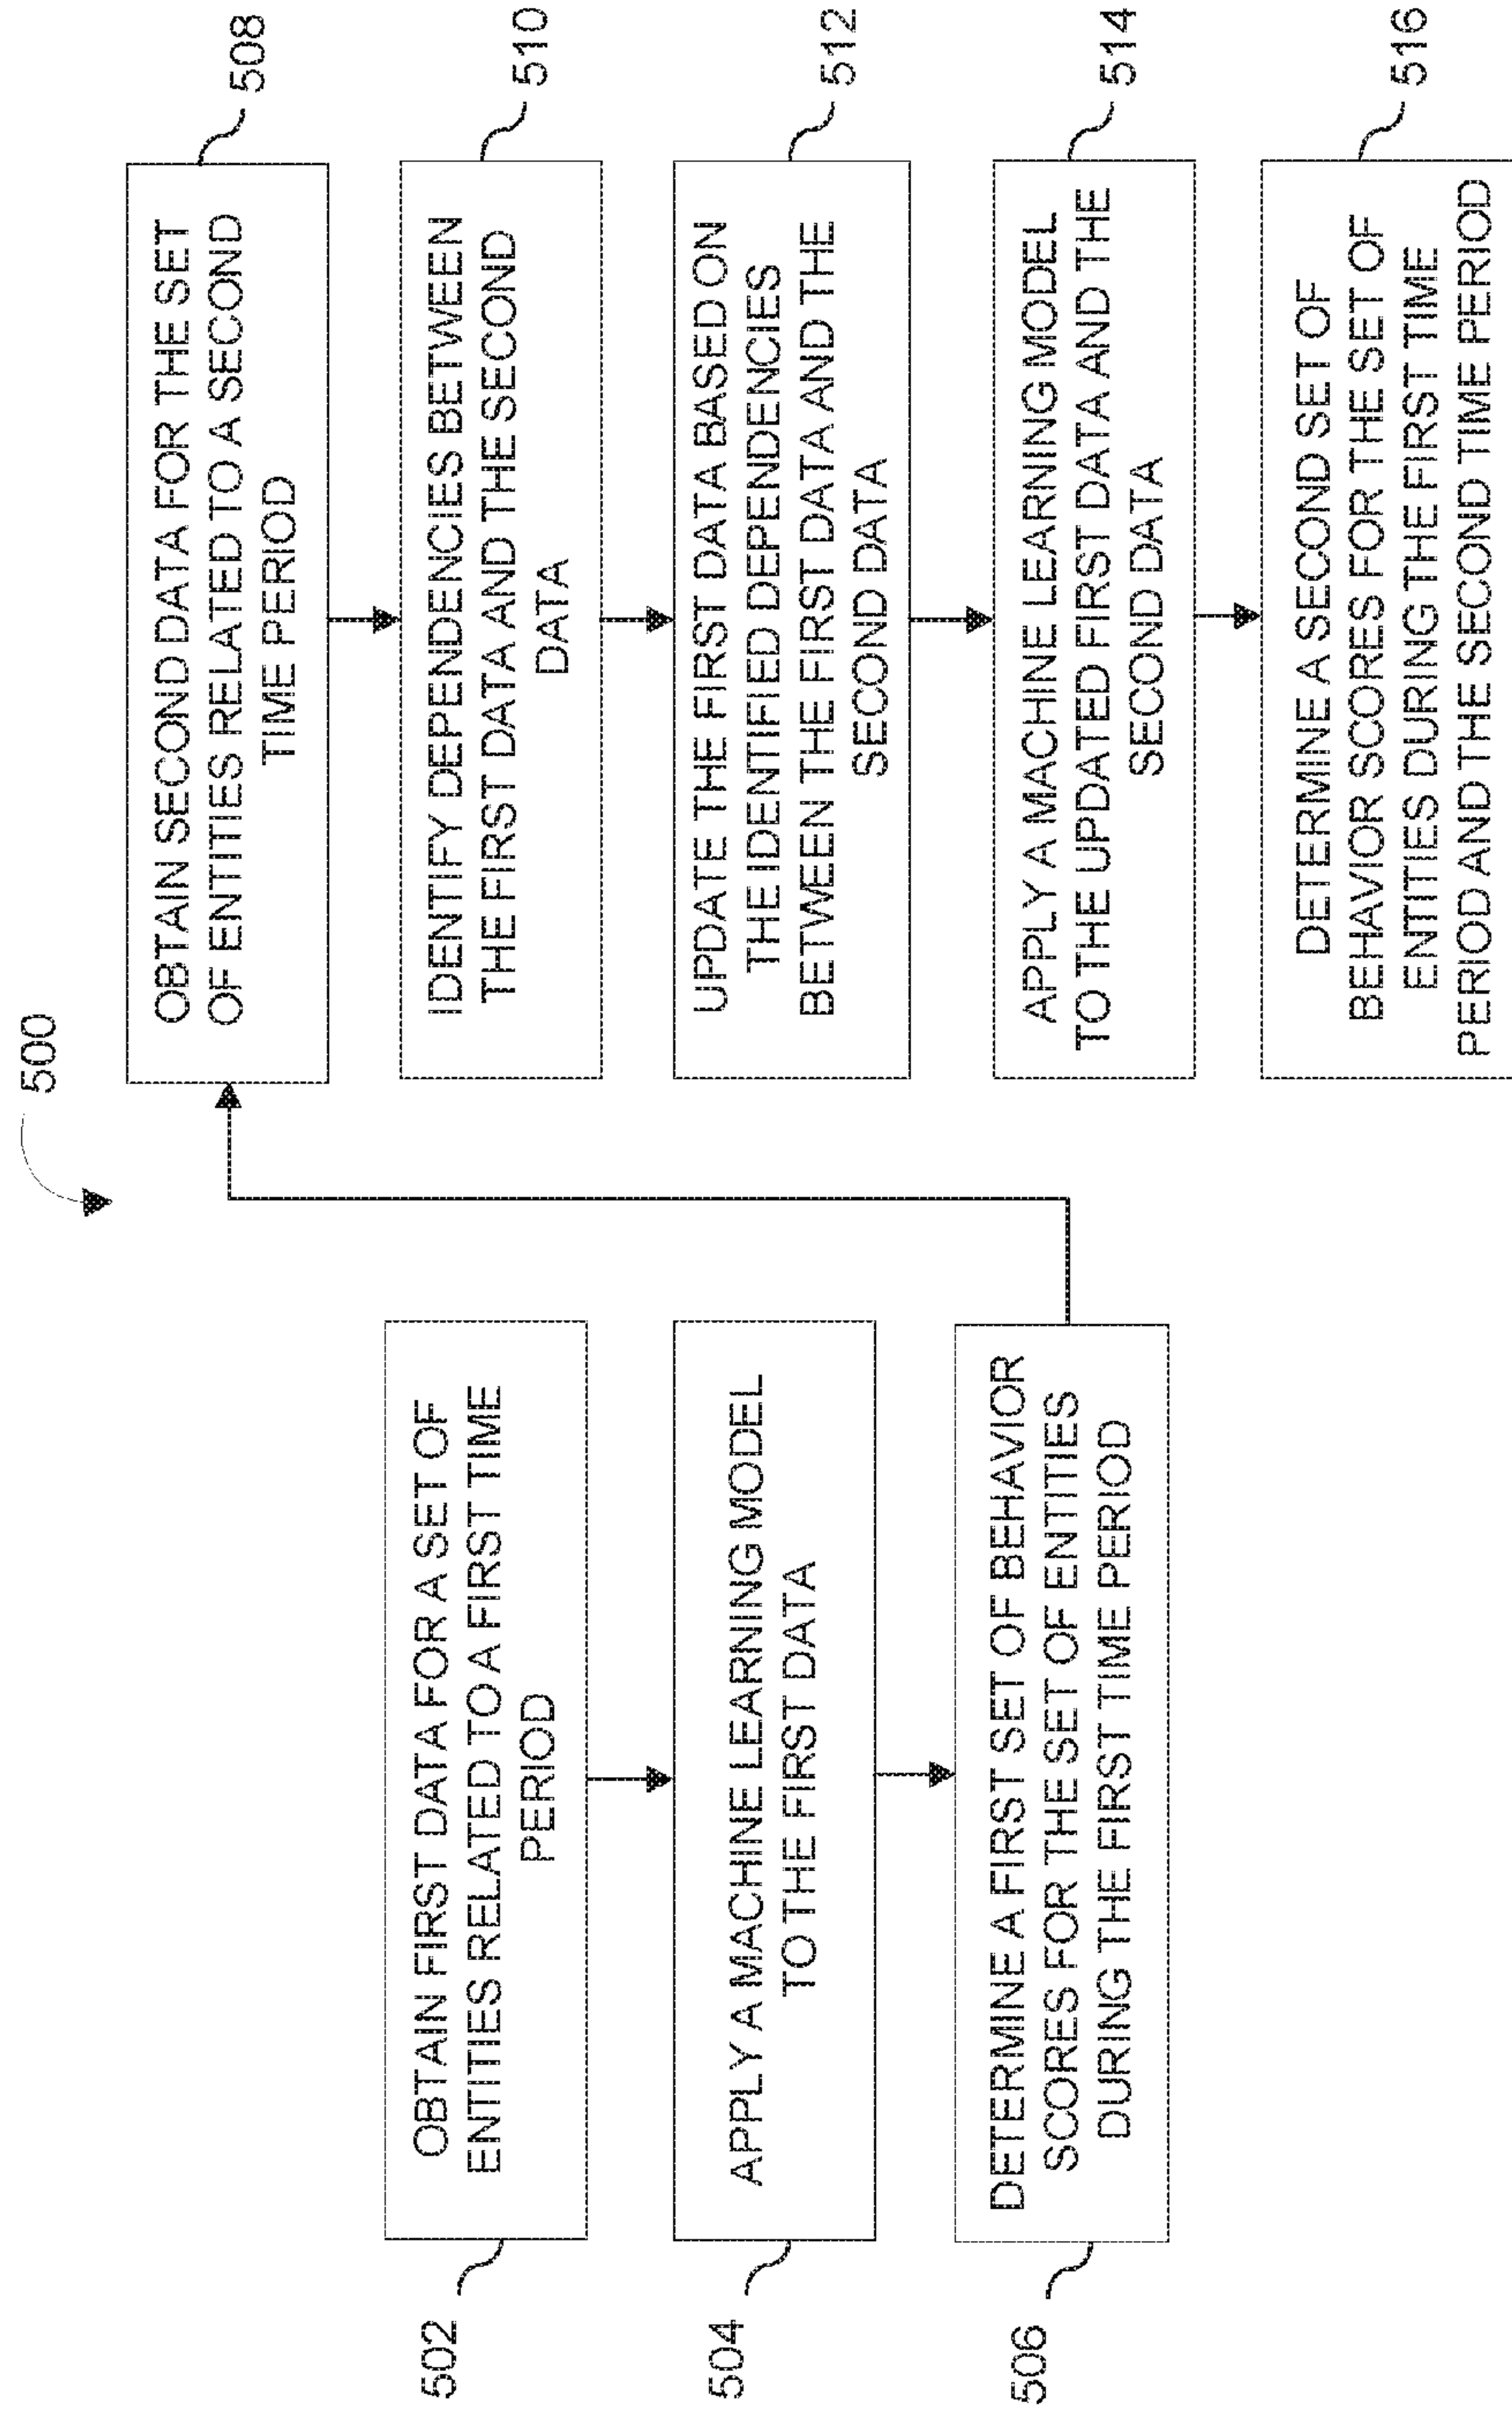 500
502
OBTAIN FIRST DATA FOR A SET OF
ENTITIES RELATED TO A FIRST TIME
PERIOD
504
APPLY A MACHINE LEARNING MODEL
TO THE FIRST DATA
506
DETERMINE A FIRST SET OF BEHAVIOR
SCORES FOR THE SET OF ENTITIES
DURING THE FIRST TIME PERIOD
OBTAIN SECOND DATA FOR THE SET
OF ENTITIES RELATED TO A SECOND
TIME PERIOD
508
IDENTIFY DEPENDENCIES BETWEEN
THE FIRST DATA AND THE SECOND
DATA
510
UPDATE THE FIRST DATA BASED ON
THE IDENTIFIED DEPENDENCIES
BETWEEN THE FIRST DATA AND THE
SECOND DATA
512
APPLY A MACHINE LEARNING MODEL
TO THE UPDATED FIRST DATA AND THE
SECOND DATA
514
DETERMINE A SECOND SET OF
BEHAVIOR SCORES FOR THE SET OF
ENTITIES DURING THE FIRST TIME
PERIOD AND THE SECOND TIME PERIOD
516